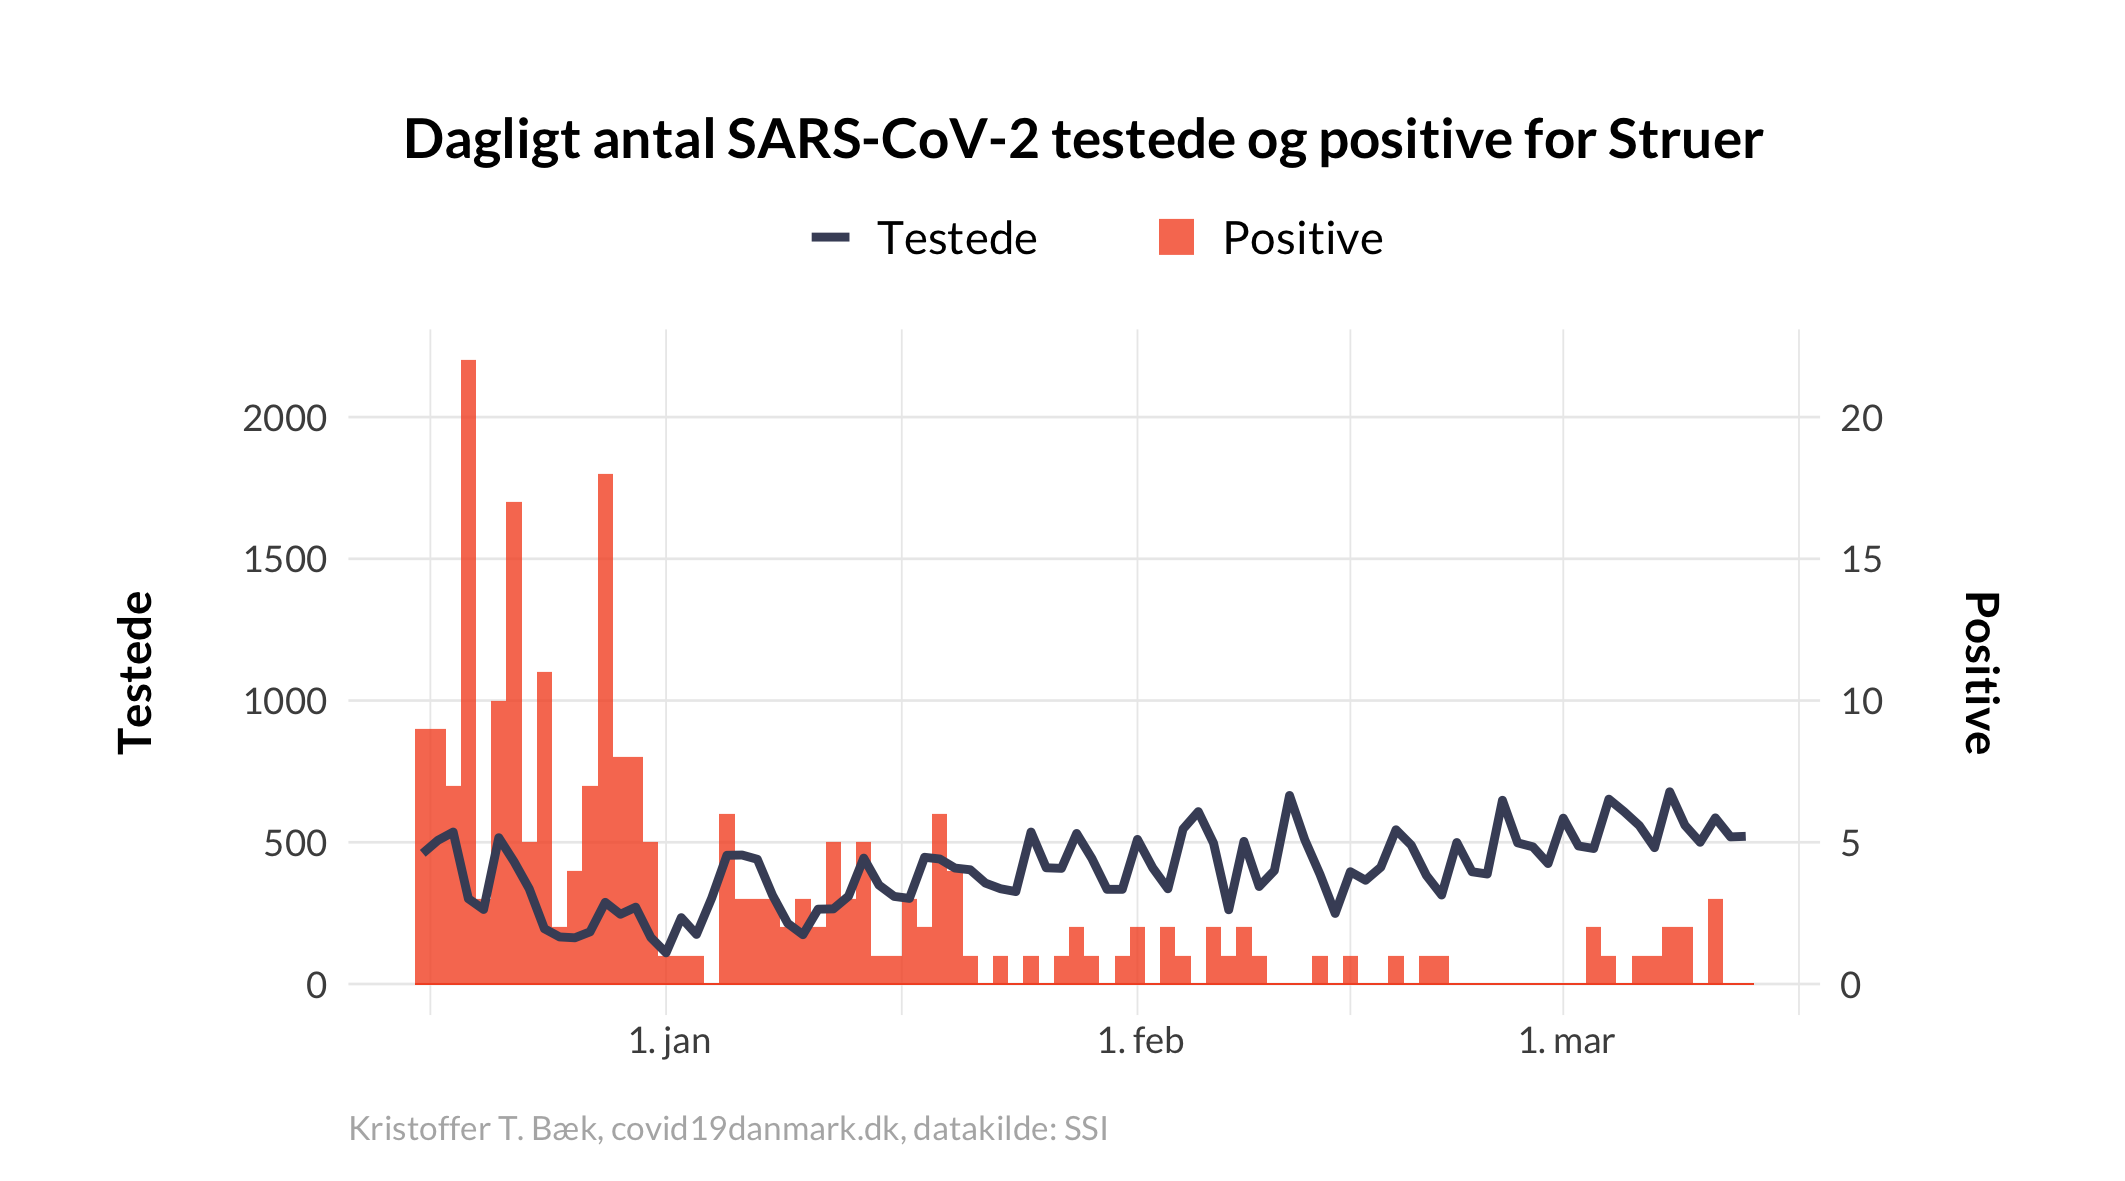 Dagligt antal SARS-CoV-2 testede og positive for Struer
Testede Positive
Testede
2000
1500
1000
500
0
20
15
10
5
0
Positive
1. jan 1. feb 1. mar
Kristoffer T. Bæk, covid19danmark.dk, datakilde: SSI